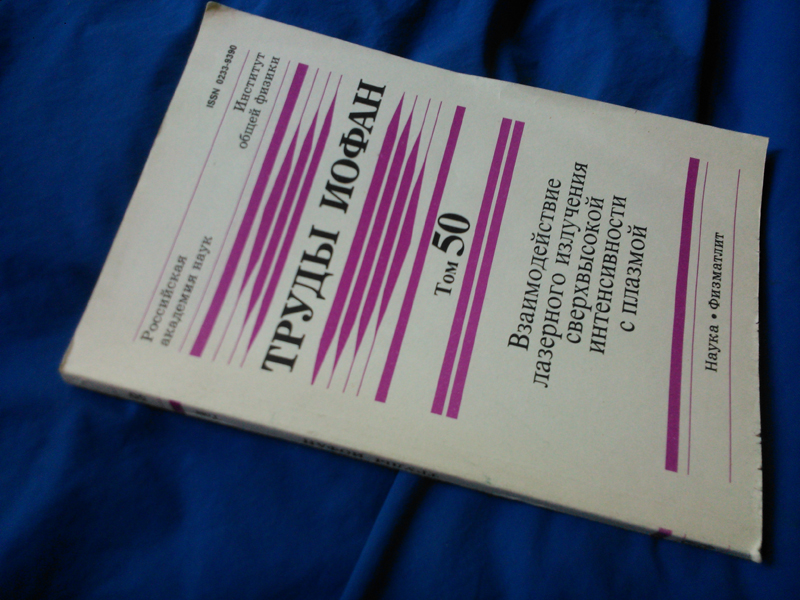 ISSN 0233-9390
Российская
академия наук
Институт
общей физики
ТРУДЫ ИОФАН
Том 50
Взаимодействие
лазерного излучения
сверхвысокой
интенсивности
с плазмой
Наука • Физматлит